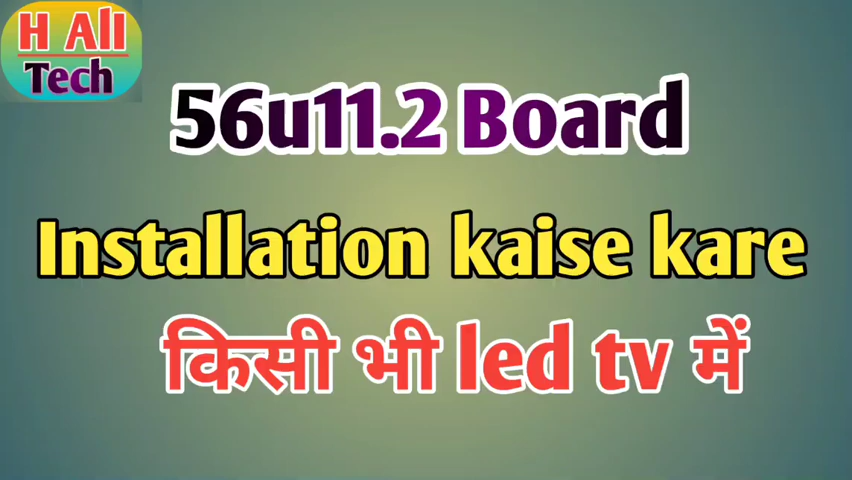 H All
Tech
56u11.2 Board
Installation kaise kare
किसी भी led tv में